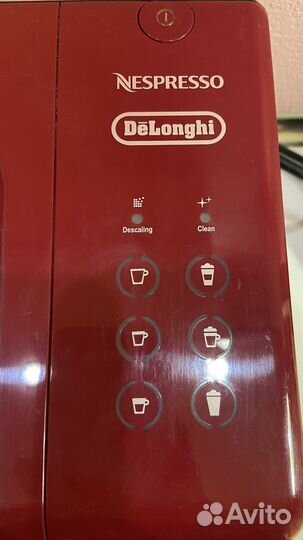 NESPRESSO
DeLonghi
Descaling Clean
Avito